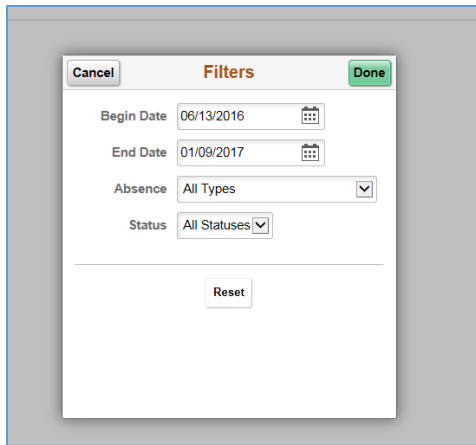 Cancel Filters Done
Begin Date 06/13/2016
End Date 01/09/2017
Absence All Types
Status All Statuses
Reset